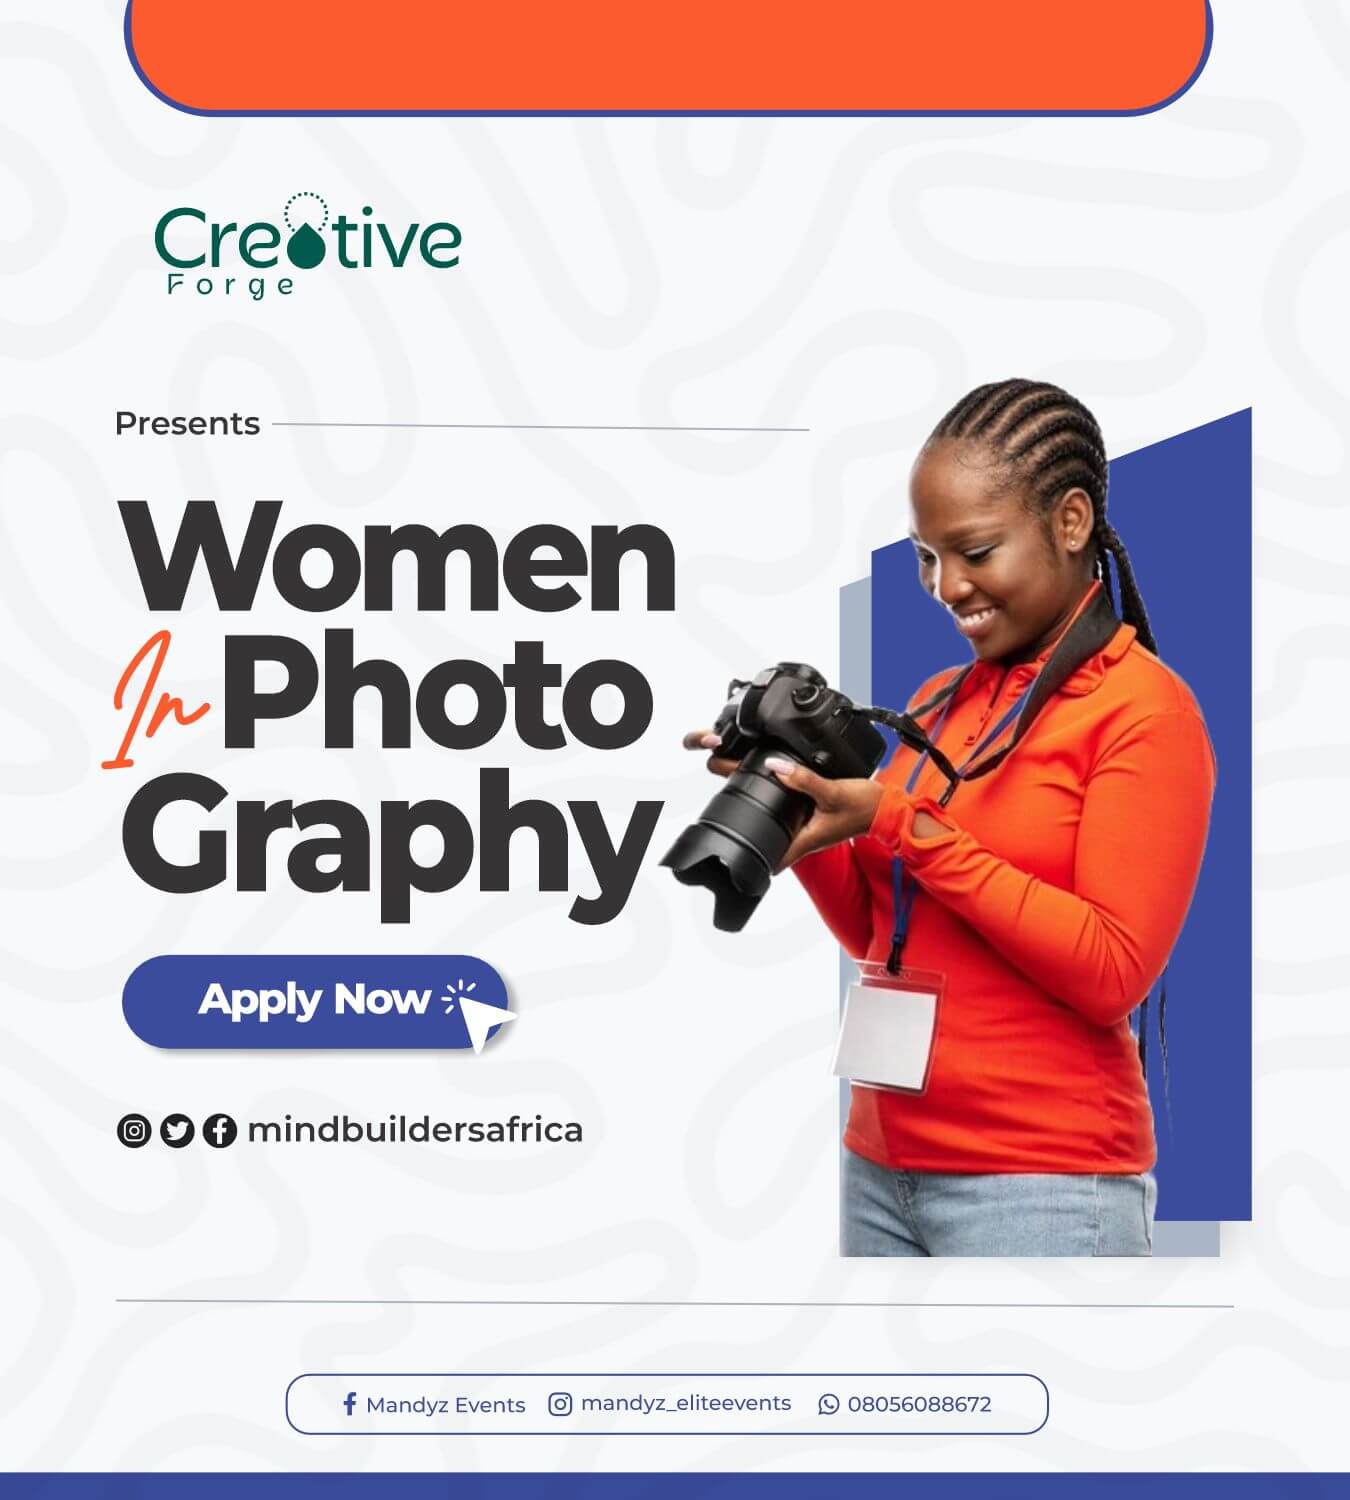 Creative
Forge
Presents
Women
In Photo
Graphy
Apply Now
mindbuildersafrica
Mandyz Events mandyz_eliteevents 08056088672